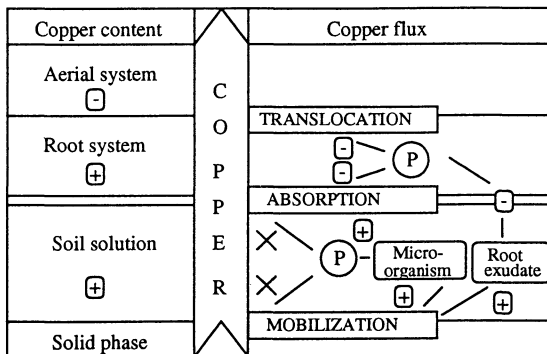 Copper content
Copper flux
Aerial system
-
C
O
P
P
E
R
TRANSLOCATION
Root system
+
-
-
P
ABSORPTION
-
Soil solution
+
+
P
Micro-
organism
Root
exudate
+
+
MOBILIZATION
Solid phase